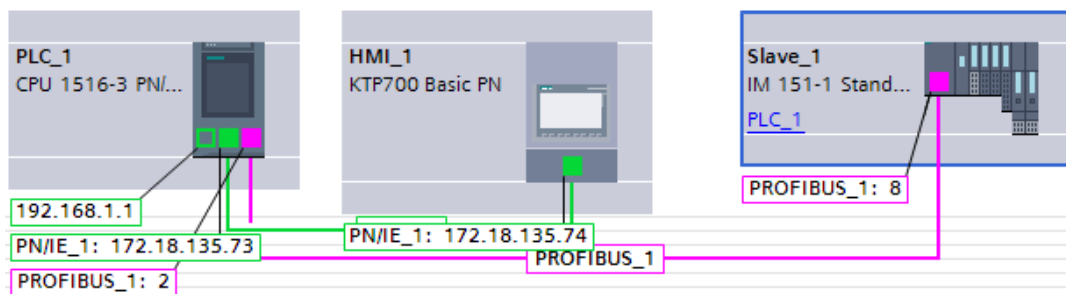 PLC_1
CPU 1516-3 PN/...
HMI_1
KTP700 Basic PN
Slave_1
IM 151-1 Stand...
PLC_1
192.168.1.1
PN/IE_1: 172.18.135.73
PROFIBUS_1: 2
PN/IE_1: 172.18.135.74
PROFIBUS_1
PROFIBUS_1: 8